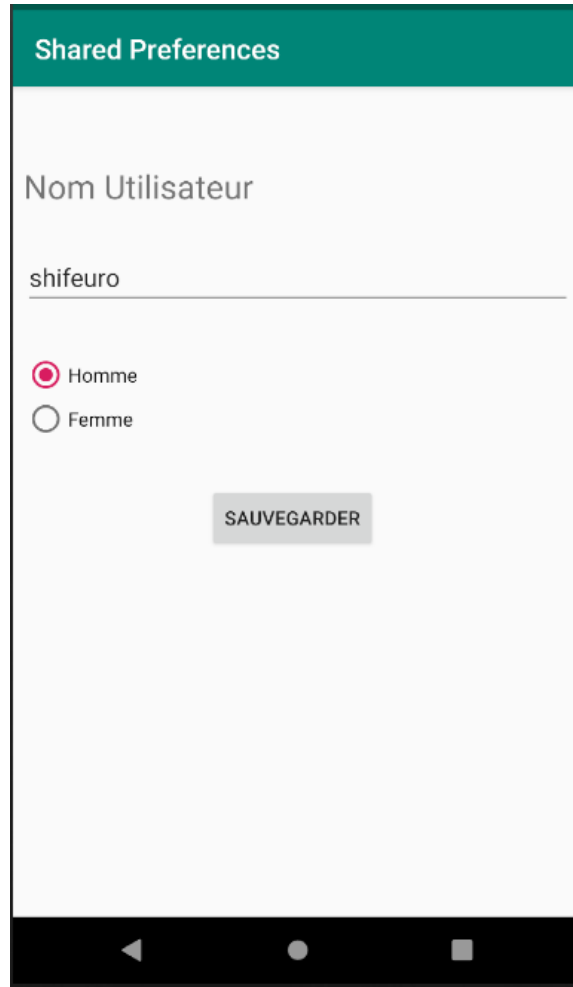 Shared Preferences
Nom Utilisateur
shifeuro
Homme
Femme
SAUVEGARDER